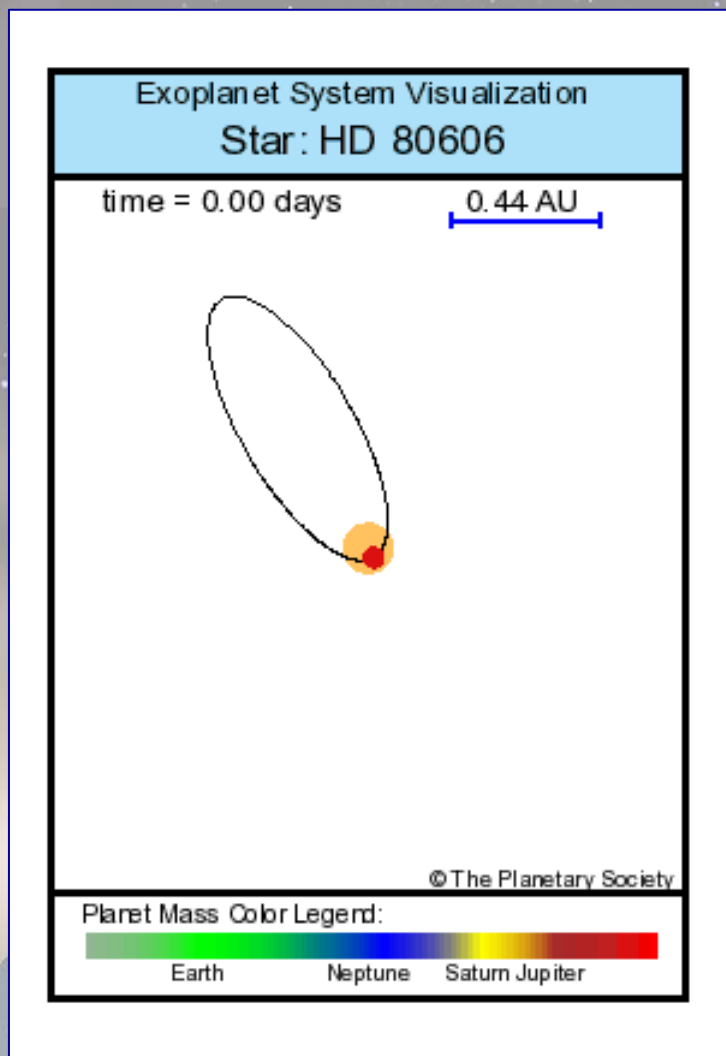 Exoplanet System Visualization
Star: HD 80606
time = 0.00 days 0.44 AU
© The Planetary Society
Planet Mass Color Legend:
Earth Neptune Saturn Jupiter